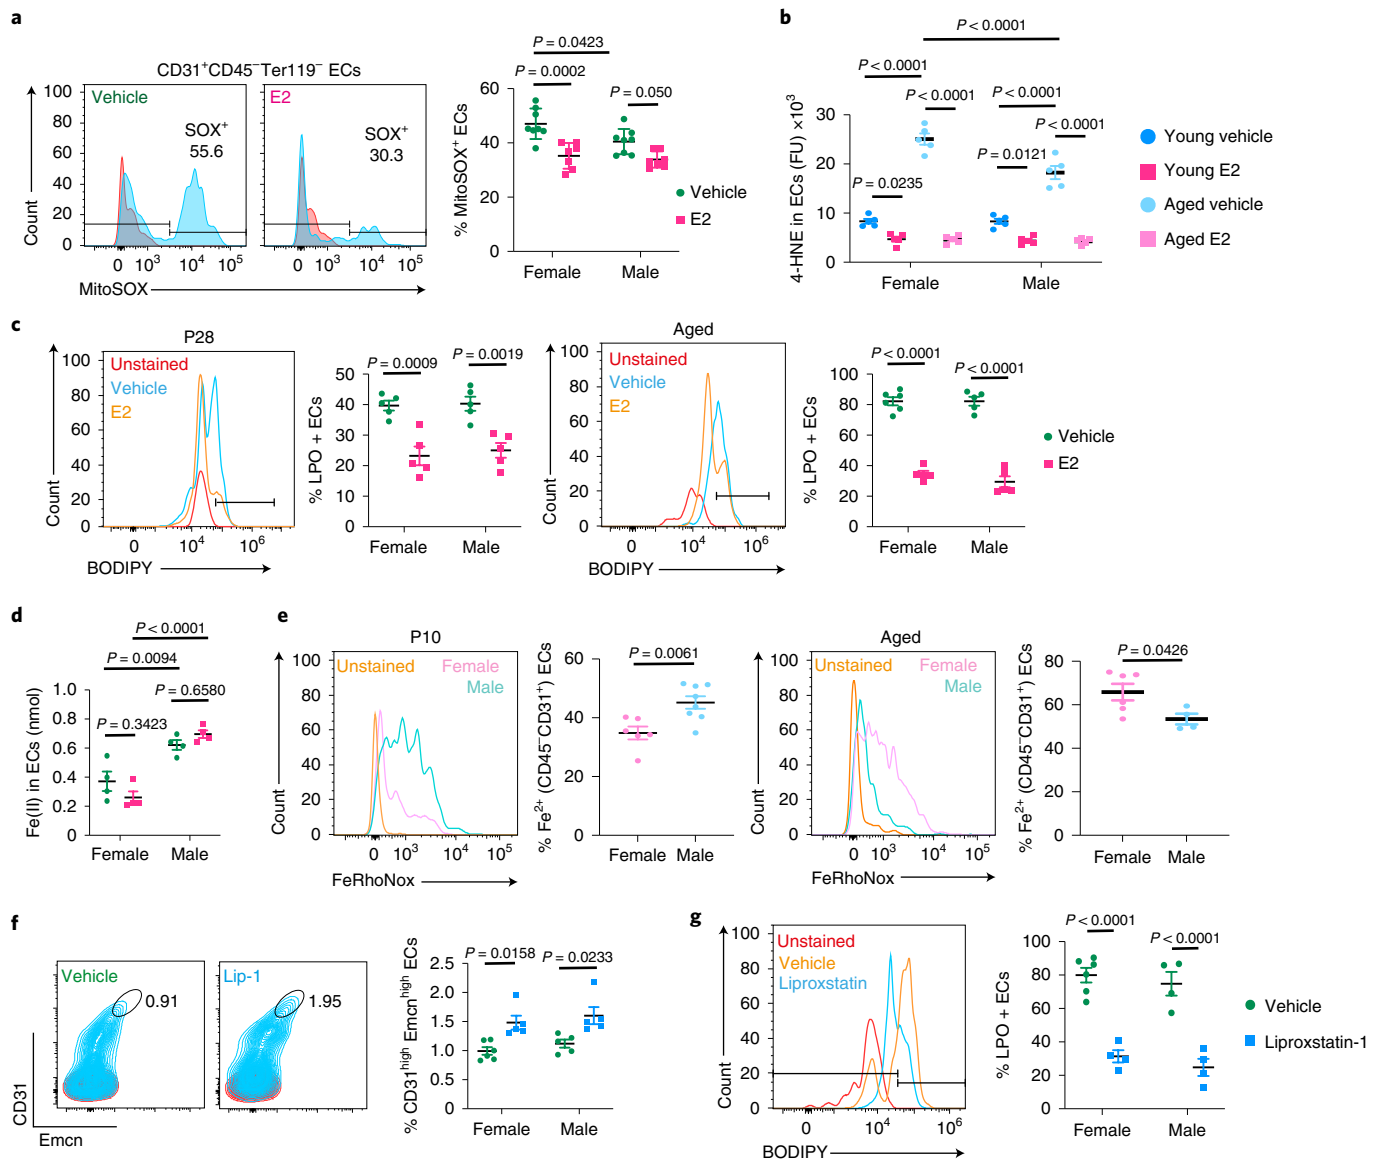 a
CD31⁺CD45⁻Ter119⁻ ECs
Vehicle
SOX⁺
55.6
E2
SOX⁺
30.3
100
80
60
40
20
0
Count
0 10³ 10⁴ 10⁵
0 10³ 10⁴ 10⁵
MitoSOX
P = 0.0423
P = 0.0002
P = 0.050
60
40
20
0
% MitoSOX⁺ ECs
Female Male
Vehicle
E2
b
P < 0.0001
P < 0.0001
P < 0.0001
P < 0.0001
P < 0.0001
P = 0.0121
P = 0.0235
30
20
10
0
4-HNE in ECs (FU) ×10³
Female Male
Young vehicle
Young E2
Aged vehicle
Aged E2
c
P28
Unstained
Vehicle
E2
100
80
60
40
20
0
Count
0 10⁴ 10⁶
BODIPY
P = 0.0009
P = 0.0019
50
40
30
20
10
0
% LPO + ECs
Female Male
Aged
Unstained
Vehicle
E2
100
80
60
40
20
0
Count
0 10⁴ 10⁶
BODIPY
P < 0.0001
P < 0.0001
100
80
60
40
20
0
% LPO + ECs
Female Male
Vehicle
E2
d
P < 0.0001
P = 0.0094
P = 0.6580
P = 0.3423
1.0
0.8
0.6
0.4
0.2
0
Fe(II) in ECs (nmol)
Female Male
e
P10
Unstained Female
Male
100
80
60
40
20
0
Count
0 10³ 10⁴ 10⁵
FeRhoNox
P = 0.0061
60
40
20
0
% Fe²⁺ (CD45⁻CD31⁺) ECs
Female Male
Aged
Unstained Female
Male
100
80
60
40
20
0
Count
0 10³ 10⁴ 10⁵
FeRhoNox
P = 0.0426
80
60
40
20
0
% Fe²⁺ (CD45⁻CD31⁺) ECs
Female Male
f
Vehicle
0.91
Lip-1
1.95
CD31
Emcn
P = 0.0158
P = 0.0233
2.5
2.0
1.5
1.0
0.5
0
% CD31ʰⁱᵍʰ Emcnʰⁱᵍʰ ECs
Female Male
g
Unstained
Vehicle
Liproxstatin
100
80
60
40
20
0
Count
0 10⁴ 10⁶
BODIPY
P < 0.0001
P < 0.0001
100
80
60
40
20
0
% LPO + ECs
Female Male
Vehicle
Liproxstatin-1